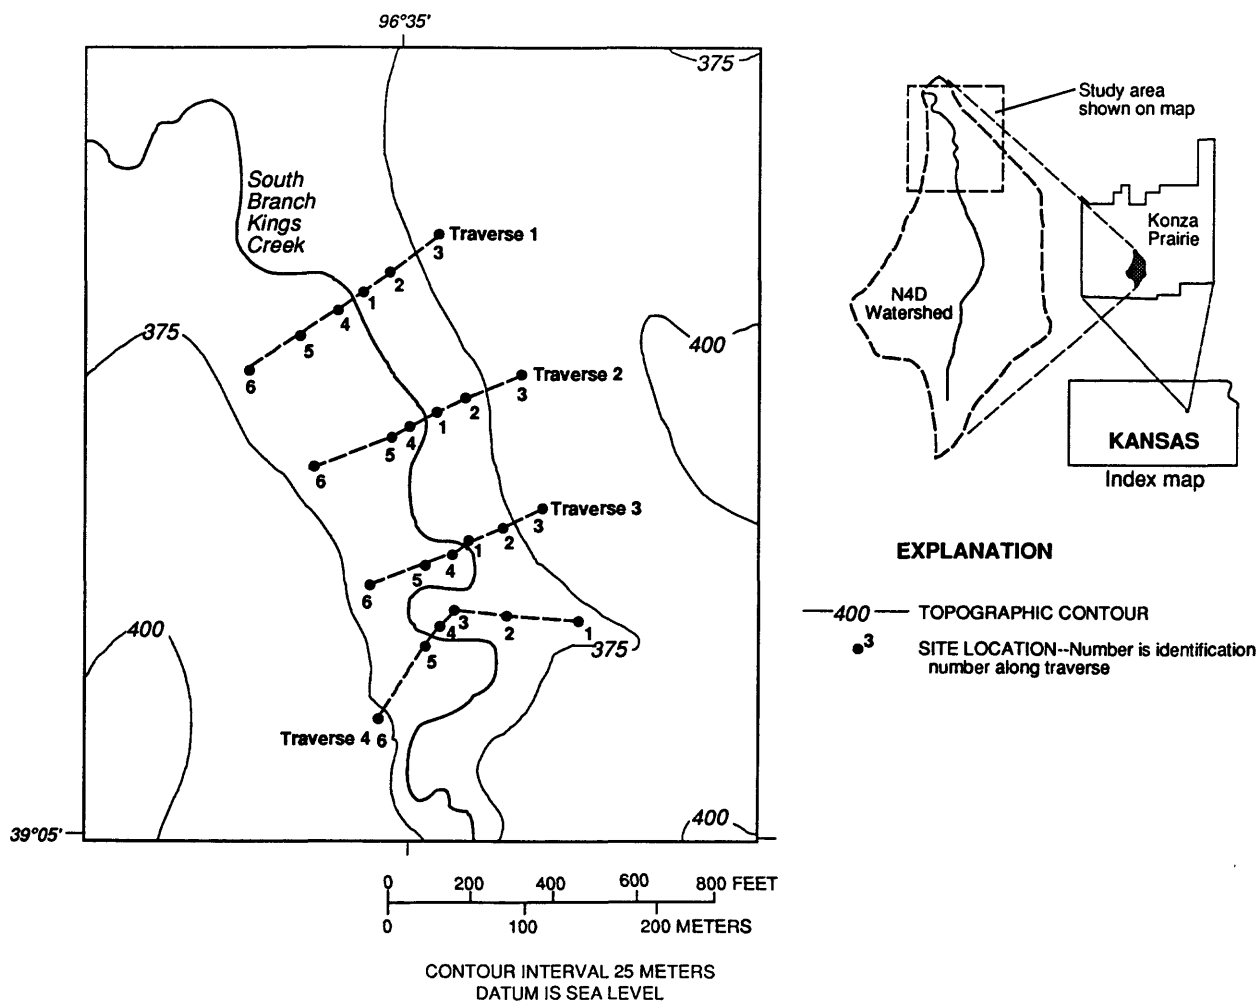 96°35'
375
Study area
shown on map
South
Branch
Kings
Creek
Traverse 1
3
2
1
4
5
6
Konza
Prairie
N4D
Watershed
375
400
Traverse 2
3
2
1
4
5
6
KANSAS
Index map
Traverse 3
3
2
1
4
5
6
EXPLANATION
400
3
4
5
2
1
375
Traverse 4 6
400 TOPOGRAPHIC CONTOUR
3 SITE LOCATION--Number is identification
number along traverse
400
39°05'
0 200 400 600 800 FEET
0 100 200 METERS
CONTOUR INTERVAL 25 METERS
DATUM IS SEA LEVEL